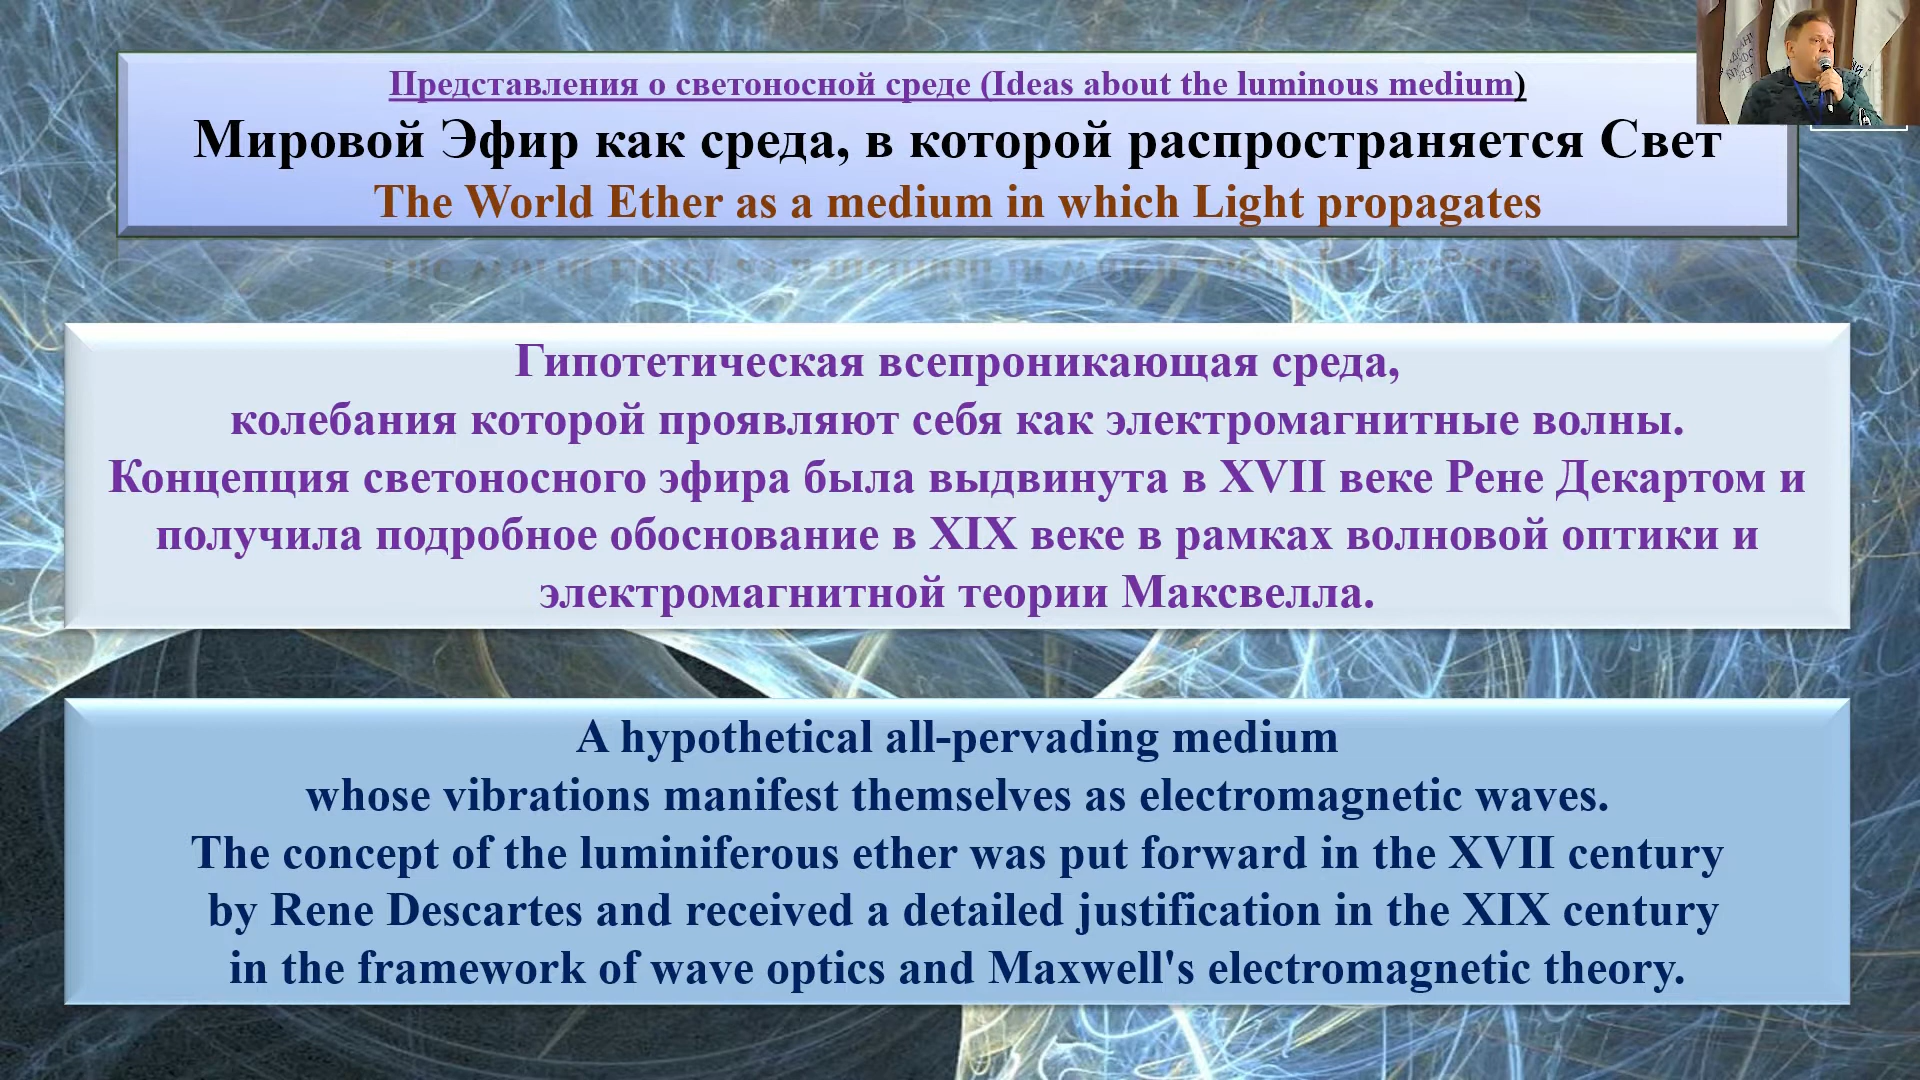 Представления о светоносной среде (Ideas about the luminous medium)
Мировой Эфир как среда, в которой распространяется Свет
The World Ether as a medium in which Light propagates
Гипотетическая всепроникающая среда,
колебания которой проявляют себя как электромагнитные волны.
Концепция светоносного эфира была выдвинута в XVII веке Рене Декартом и
получила подробное обоснование в XIX веке в рамках волновой оптики и
электромагнитной теории Максвелла.
A hypothetical all-pervading medium
whose vibrations manifest themselves as electromagnetic waves.
The concept of the luminiferous ether was put forward in the XVII century
by Rene Descartes and received a detailed justification in the XIX century
in the framework of wave optics and Maxwell's electromagnetic theory.